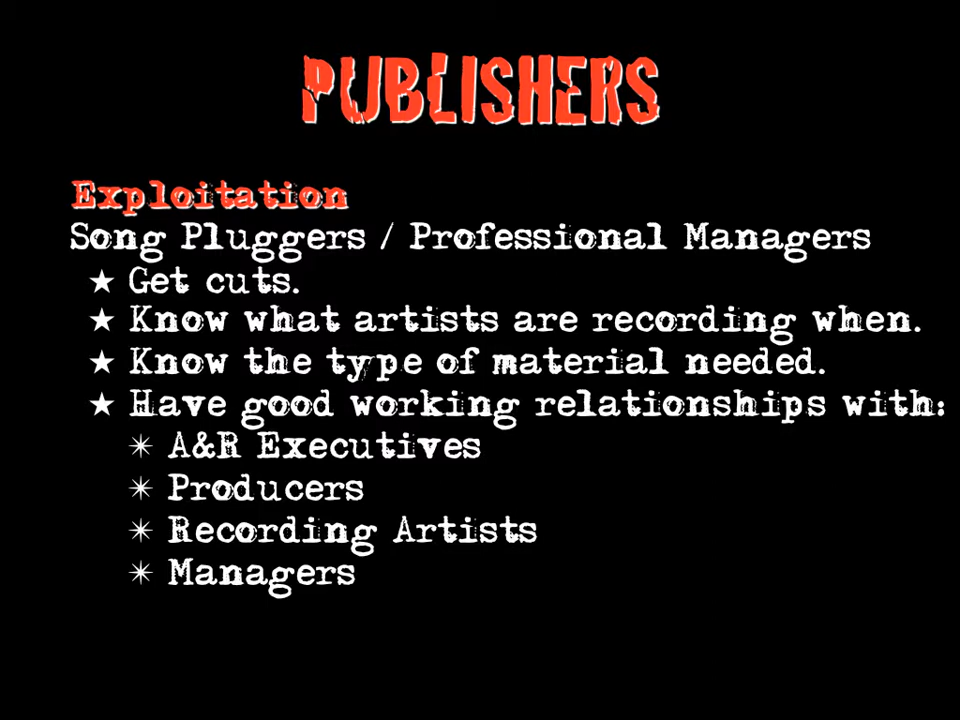 PUBLISHERS
Exploitation
Song Pluggers / Professional Managers
★ Get cuts.
★ Know what artists are recording when.
★ Know the type of material needed.
★ Have good working relationships with:
✴ A&R Executives
✴ Producers
✴ Recording Artists
✴ Managers